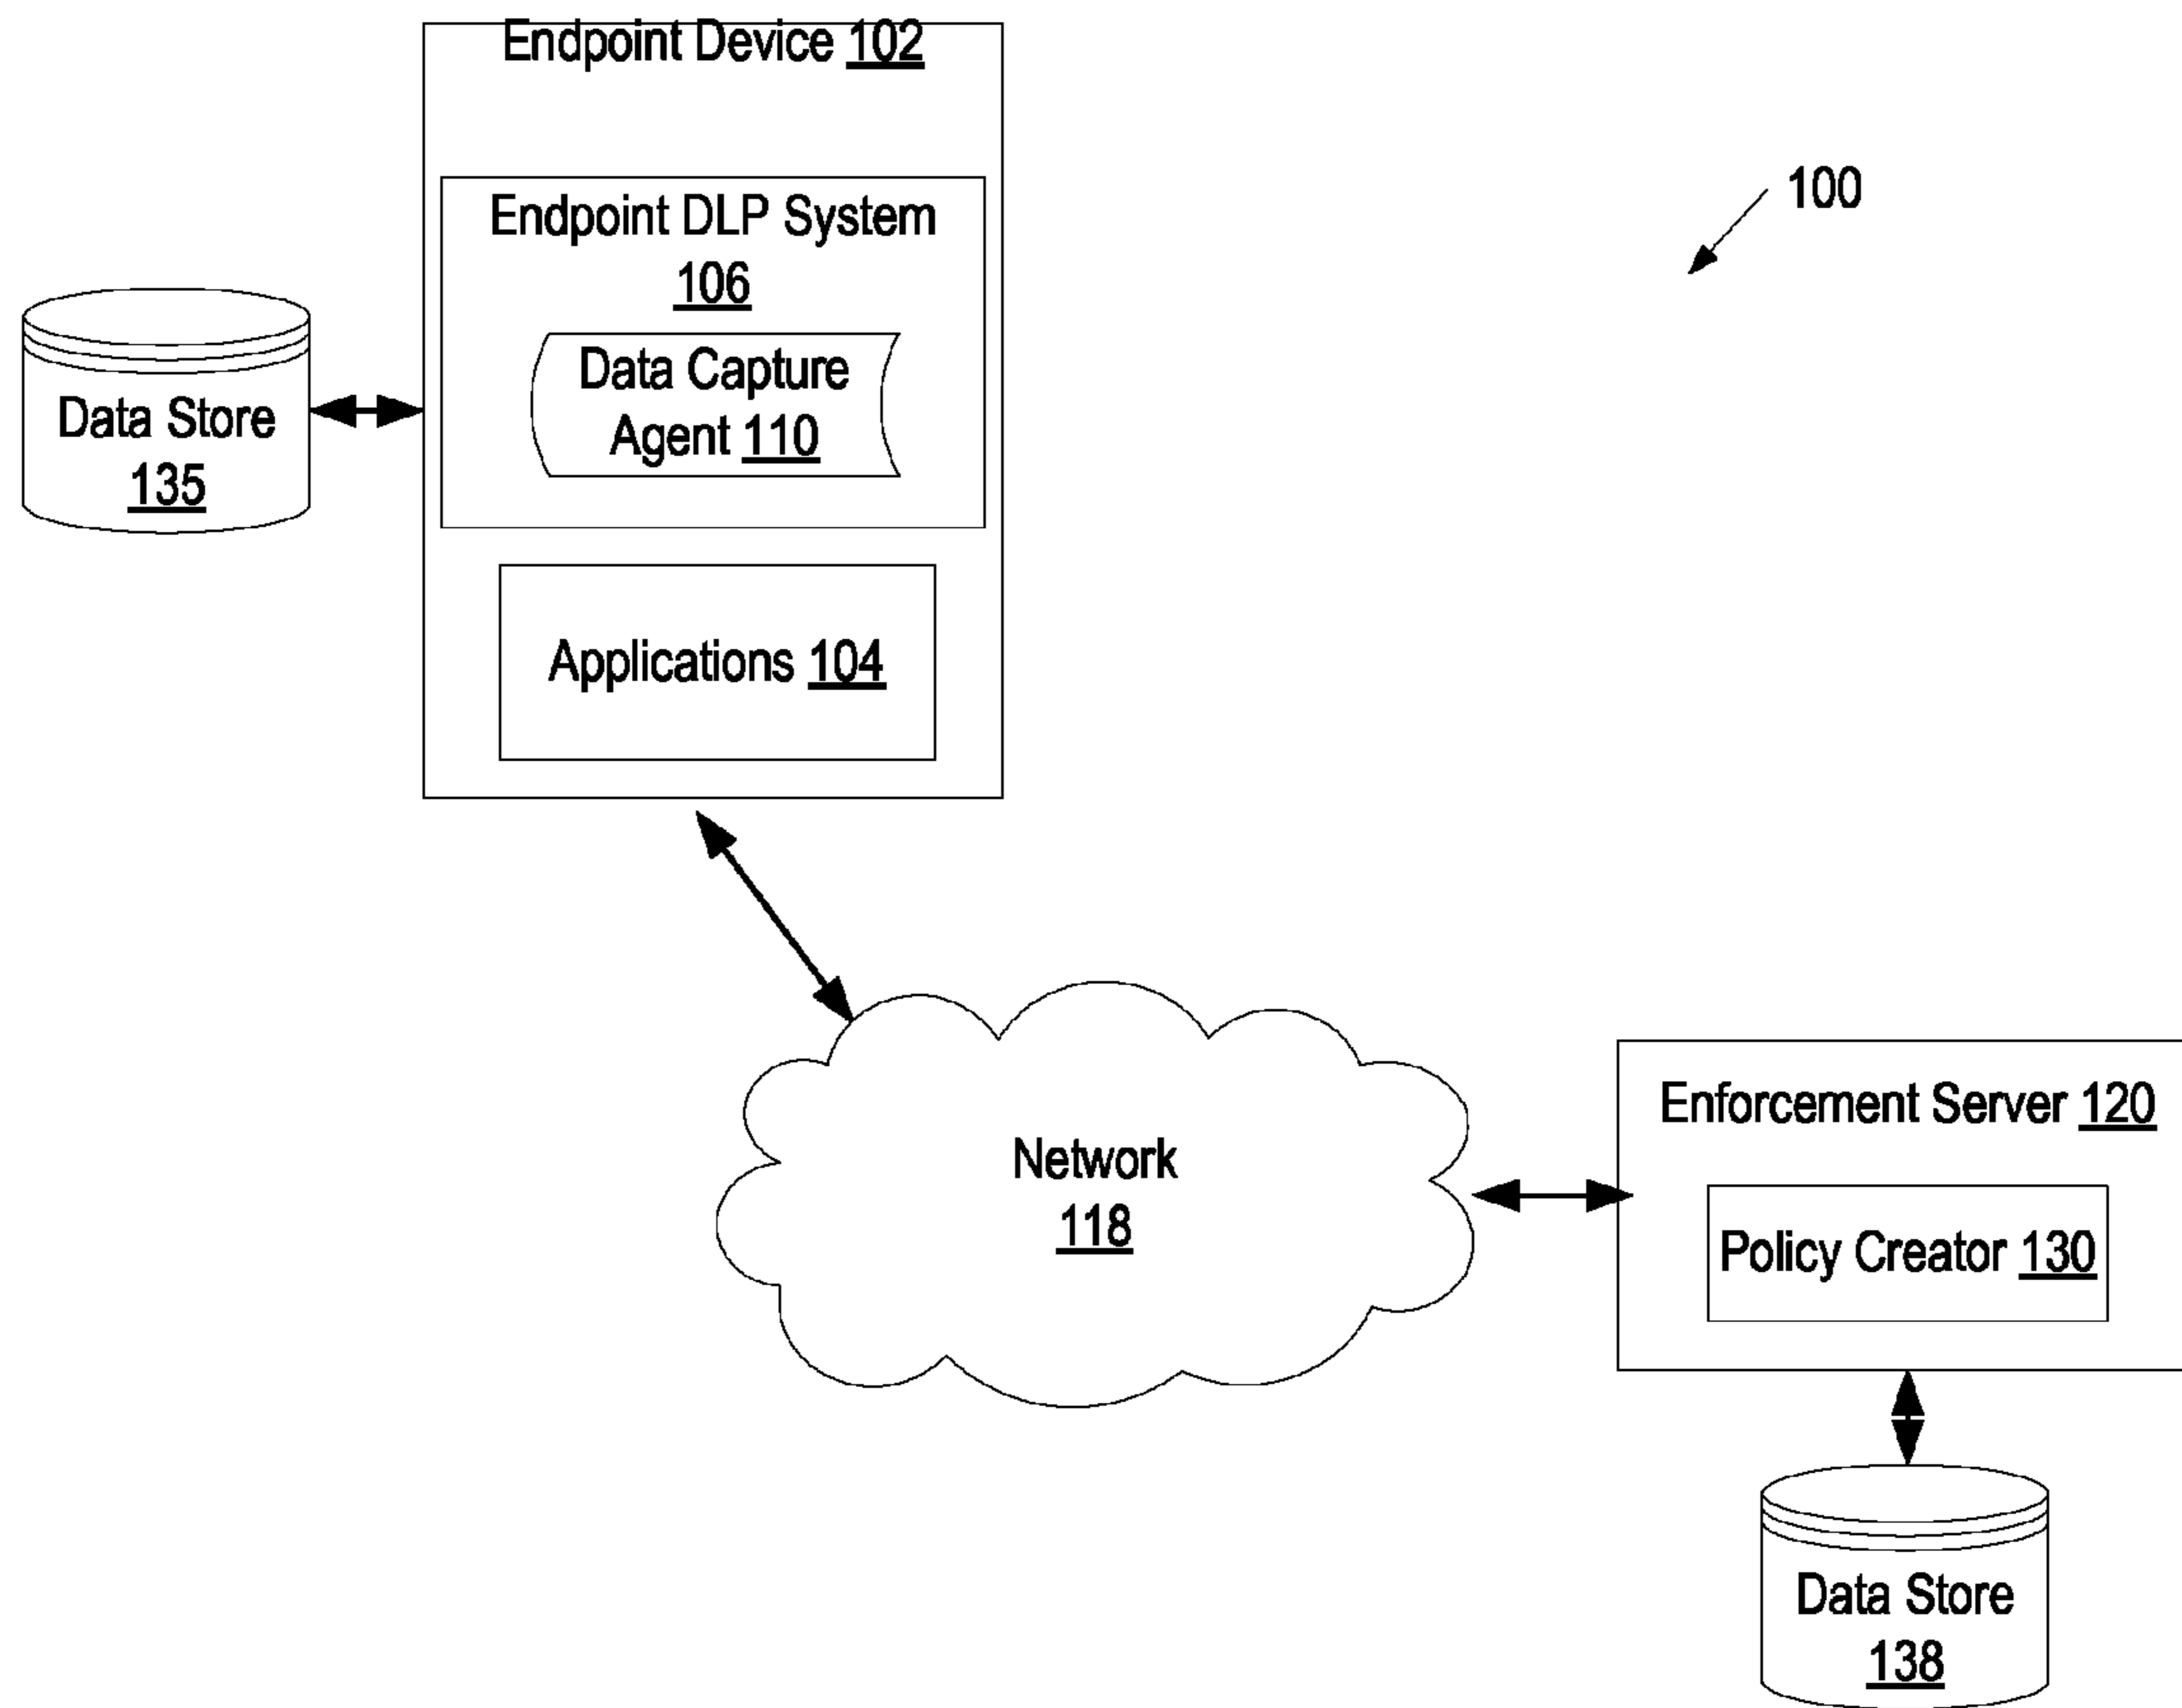 Endpoint Device 102
100
Endpoint DLP System
106
Data Capture
Agent 110
Data Store
135
Applications 104
Network
118
Enforcement Server 120
Policy Creator 130
Data Store
138